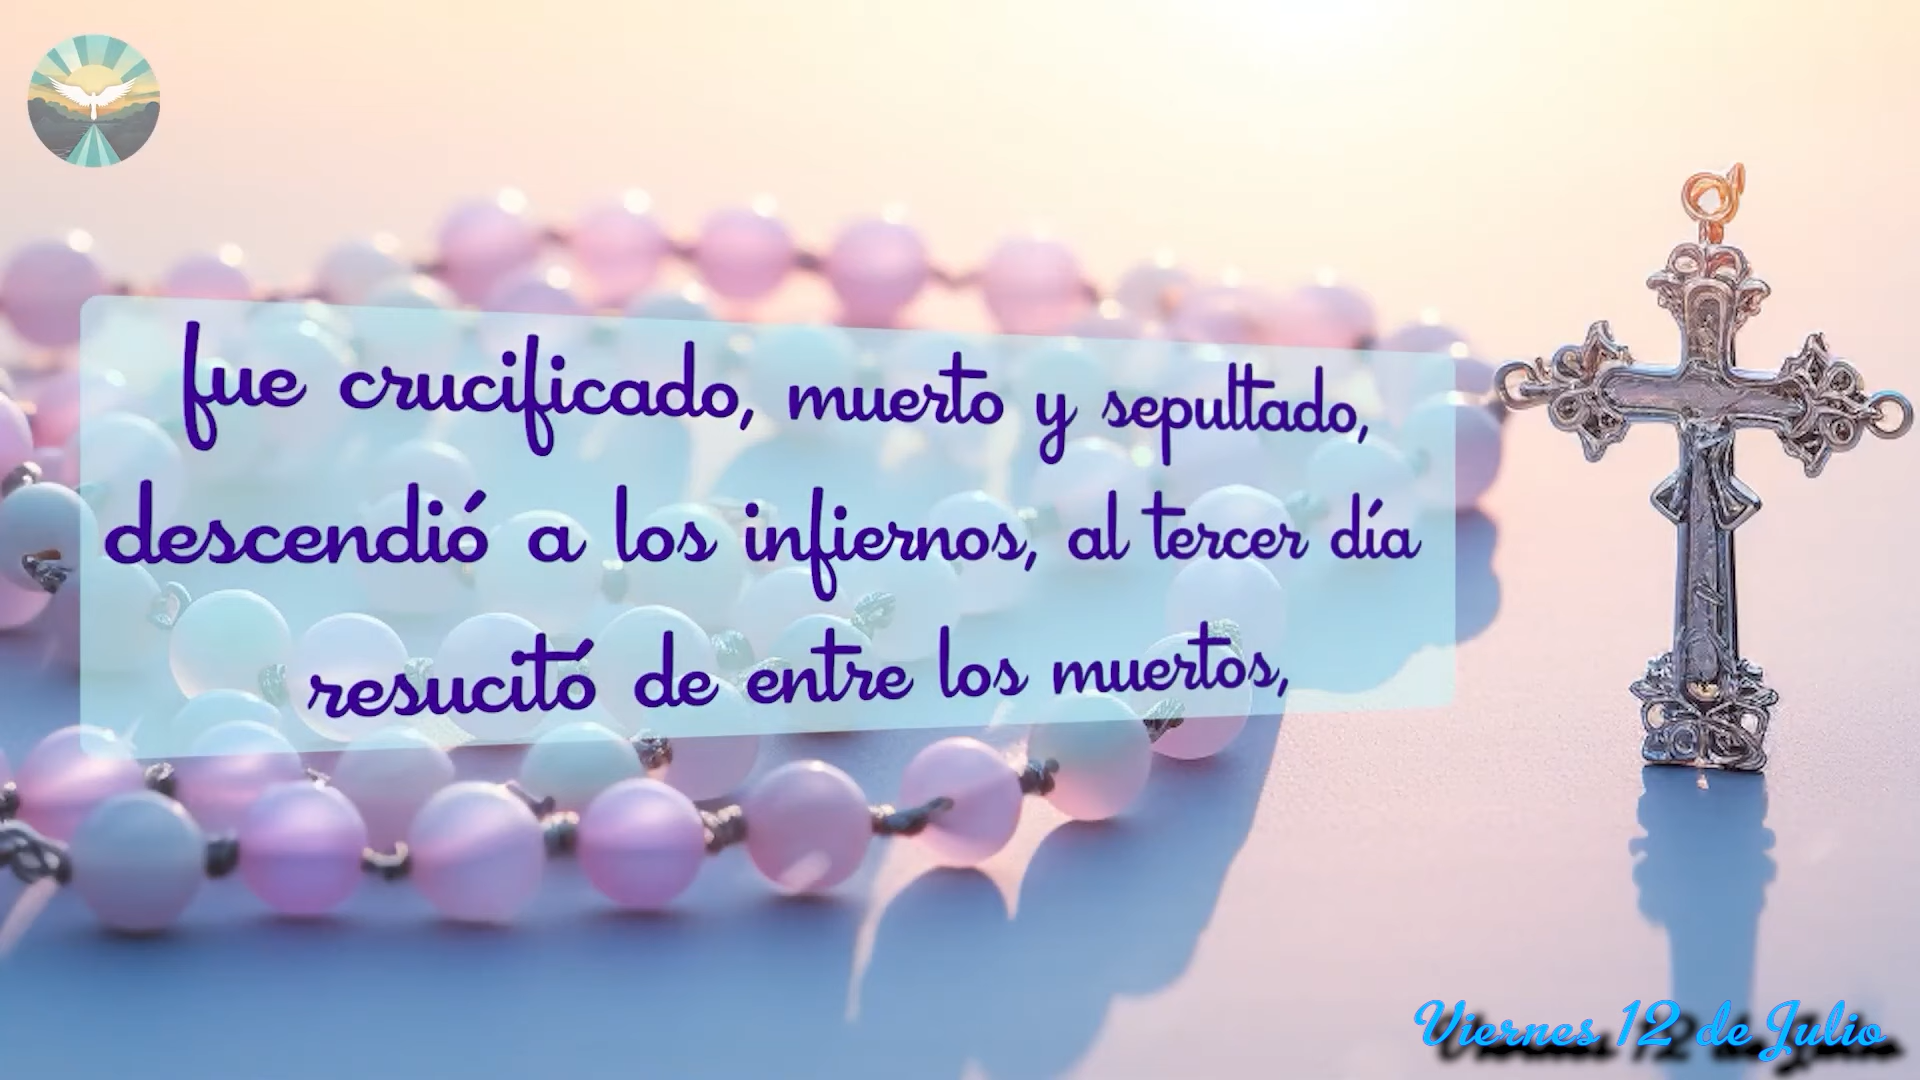 fue crucificado, muerto y sepultado,
descendió a los infiernos, al tercer día
resucitó de entre los muertos,
Viernes 12 de Julio